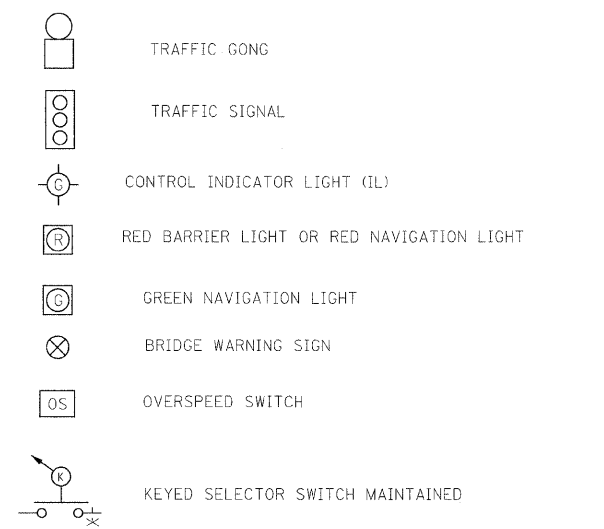 TRAFFIC GONG
TRAFFIC SIGNAL
G CONTROL INDICATOR LIGHT (IL)
R RED BARRIER LIGHT OR RED NAVIGATION LIGHT
G GREEN NAVIGATION LIGHT
BRIDGE WARNING SIGN
OS OVERSPEED SWITCH
K
KEYED SELECTOR SWITCH MAINTAINED